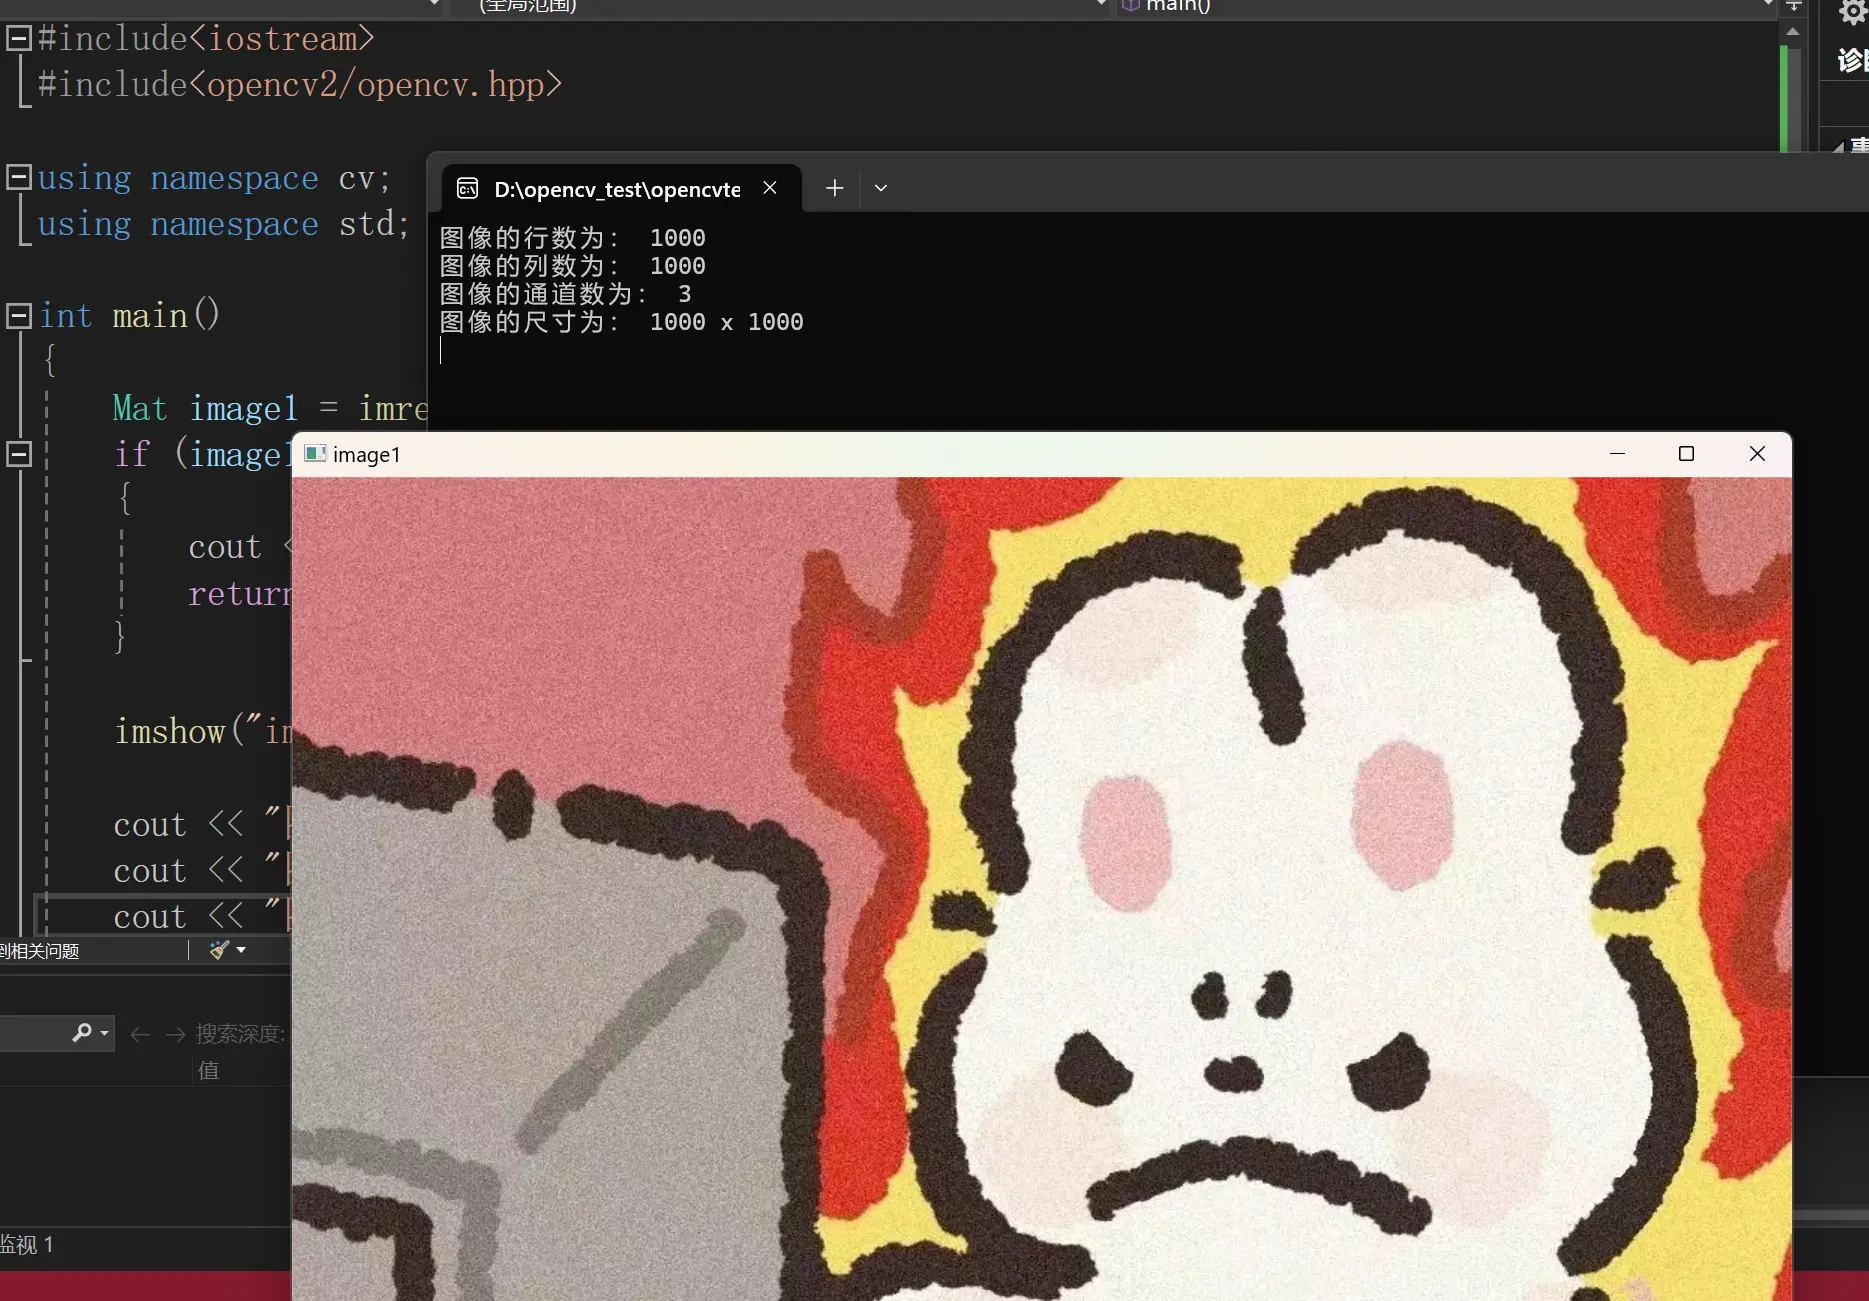 (全局范围)
main()
#include<iostream>
#include<opencv2/opencv.hpp>
using namespace cv;
using namespace std;
int main()
{
Mat image1 = imre
if (image1
{
cout <
return
}
imshow("im
cout << "
cout << "
cout << "
D:\opencv_test\opencvte
图像的行数为： 1000
图像的列数为： 1000
图像的通道数为： 3
图像的尺寸为： 1000 x 1000
image1
到相关问题
搜索深度:
值
监视 1